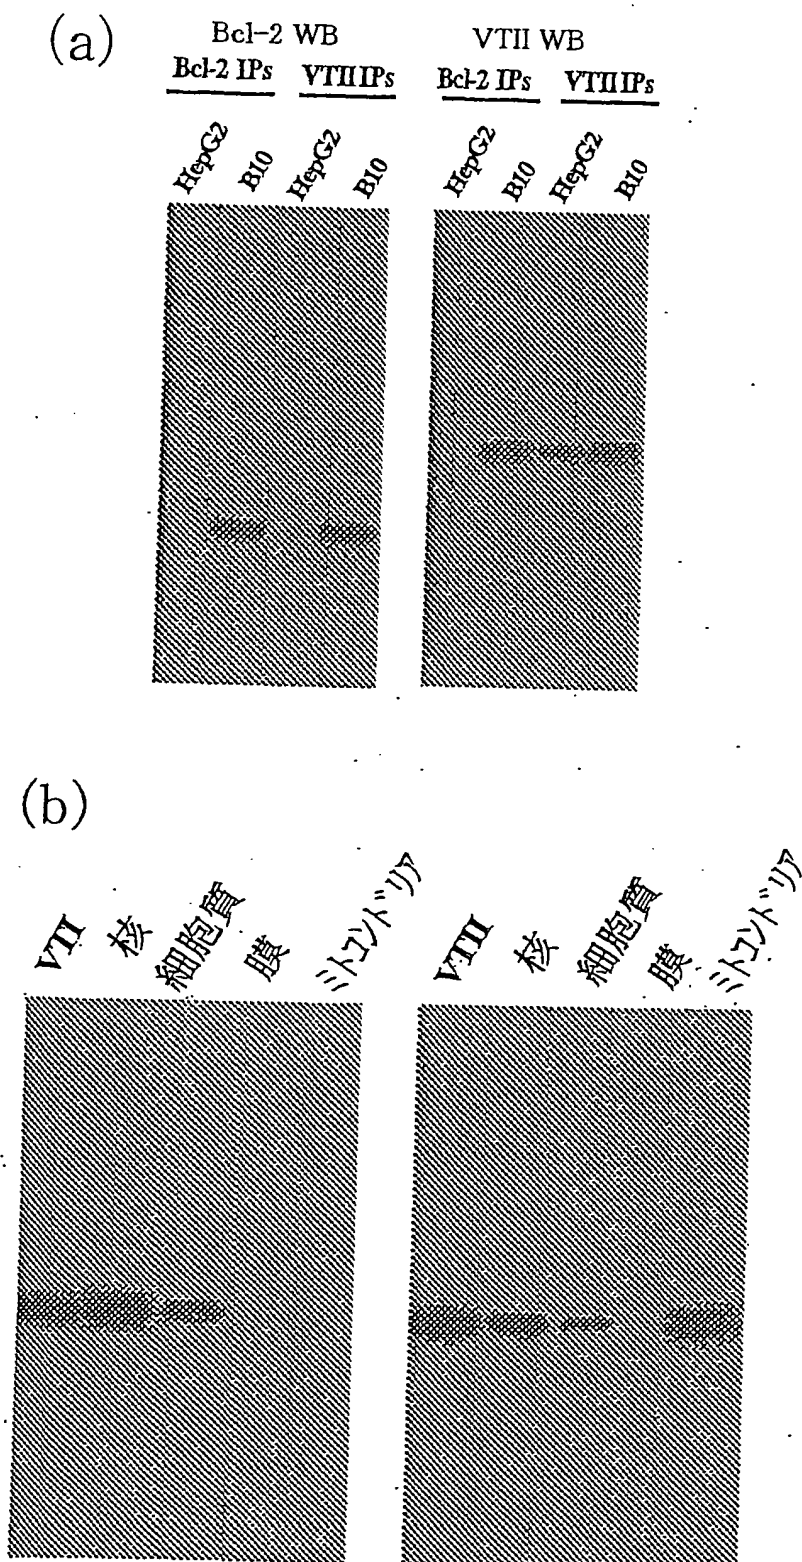 (a)
Bcl-2 WB
VTII WB
Bcl-2 IPs
VTII IPs
Bcl-2 IPs
VTII IPs
HepG2
B10
HepG2
B10
HepG2
B10
HepG2
B10
(b)
VTI
核
細胞質
膜
ミトコンドリア
VTII
核
細胞質
膜
ミトコンドリア